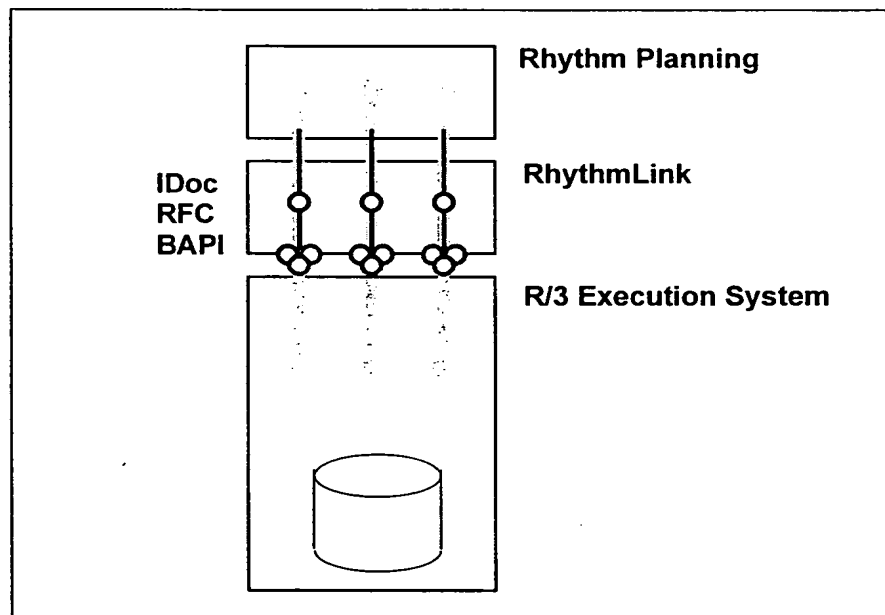 Rhythm Planning
RhythmLink
IDoc
RFC
BAPI
R/3 Execution System